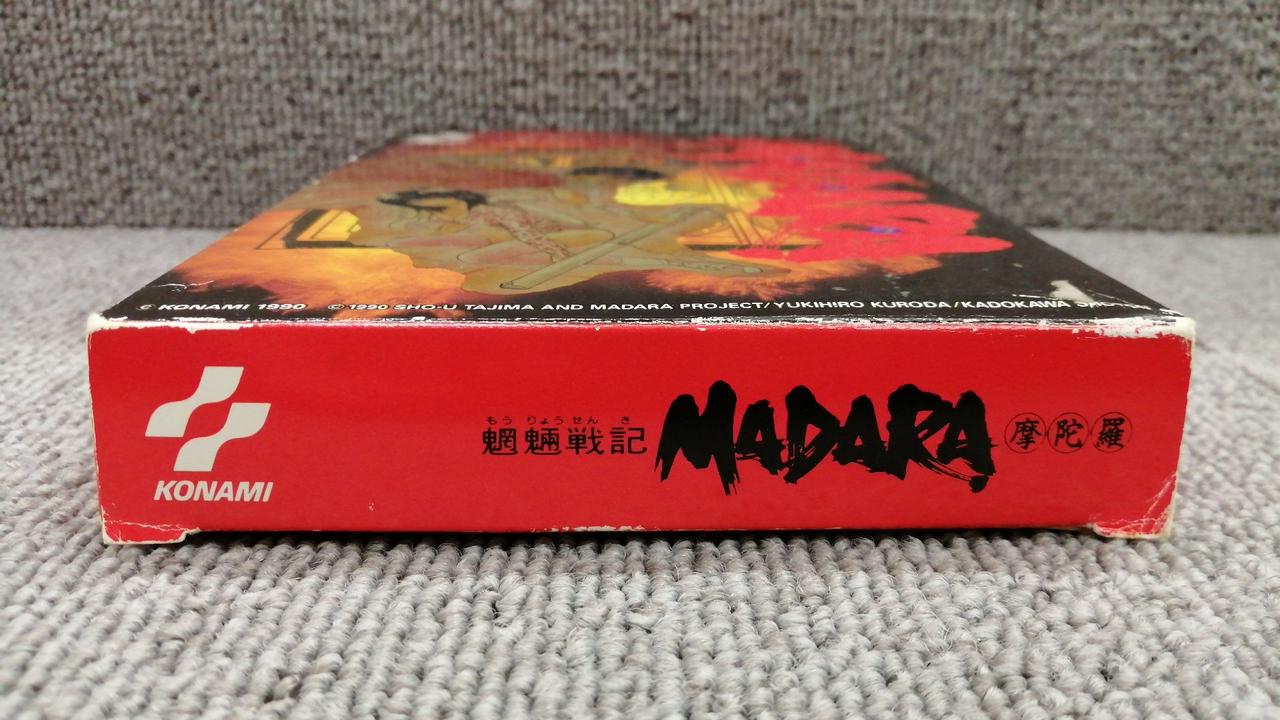 © KONAMI 1990 © 1990 SHO-U TAJIMA AND MADARA PROJECT/YUKIHIRO KURODA/KADOKAWA
KONAMI
もう りょう せん き
魍魎戦記 MADARA 摩陀羅